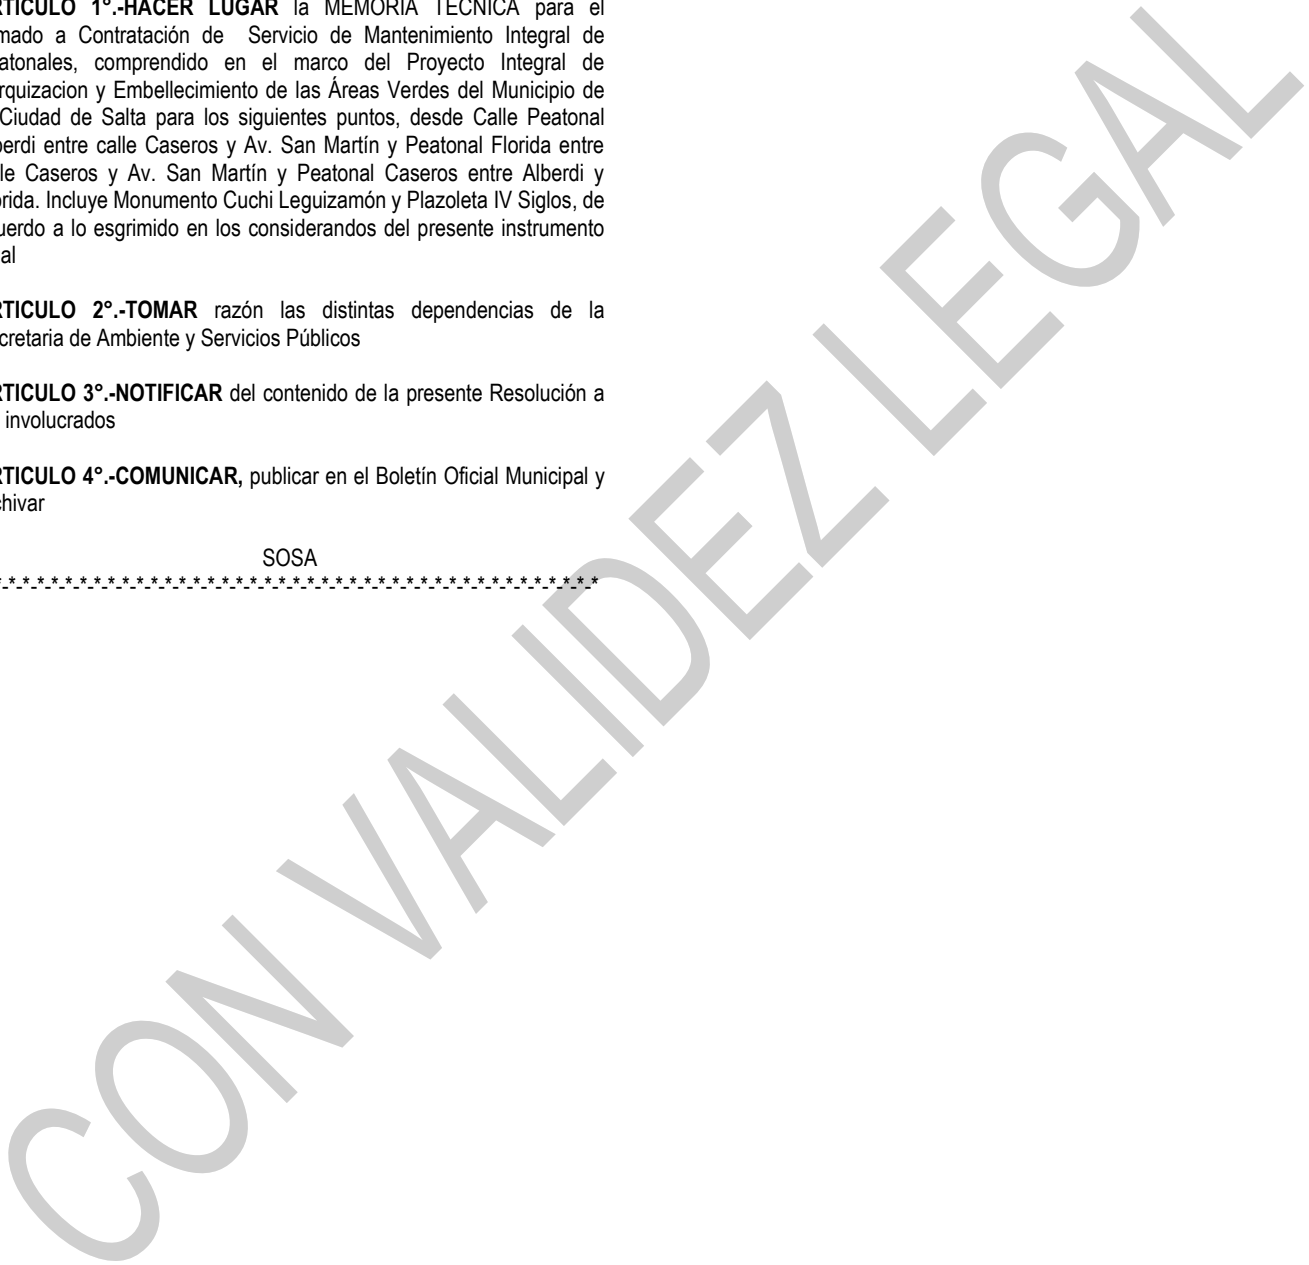 RTICULO 1°.-HACER LUGAR la MEMORIA TECNICA para el
mado a Contratación de Servicio de Mantenimiento Integral de
atonales, comprendido en el marco del Proyecto Integral de
rquizacion y Embellecimiento de las Áreas Verdes del Municipio de
Ciudad de Salta para los siguientes puntos, desde Calle Peatonal
berdi entre calle Caseros y Av. San Martín y Peatonal Florida entre
lle Caseros y Av. San Martín y Peatonal Caseros entre Alberdi y
orida. Incluye Monumento Cuchi Leguizamón y Plazoleta IV Siglos, de
uerdo a lo esgrimido en los considerandos del presente instrumento
al
RTICULO 2°.-TOMAR razón las distintas dependencias de la
cretaria de Ambiente y Servicios Públicos
RTICULO 3°.-NOTIFICAR del contenido de la presente Resolución a
involucrados
RTICULO 4°.-COMUNICAR, publicar en el Boletín Oficial Municipal y
chivar
SOSA
*-*-*-*-*-*-*-*-*-*-*-*-*-*-*-*-*-*-*-*-*-*-*-*-*-*-*-*-*-*-*-*-*-*-*-*-*-*-*-*-*-*
CON VALIDEZ LEGAL